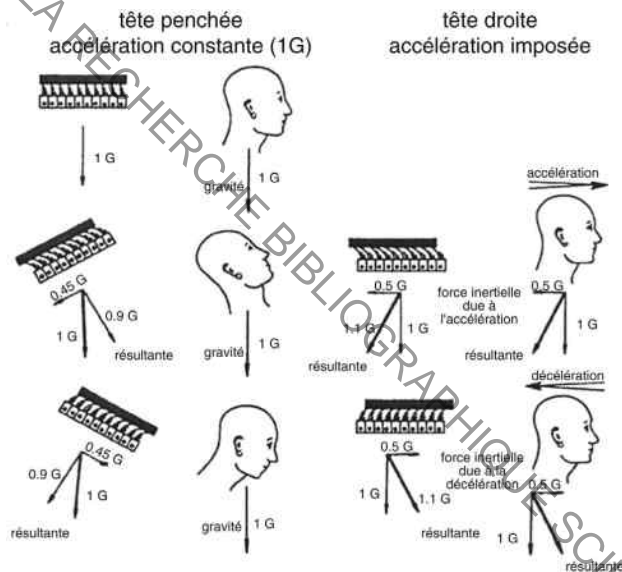 tête penchée
accélération constante (1G)
1 G
gravité
1 G
0.45 G
1 G
0.9 G
résultante
gravité
1 G
0.45 G
0.9 G
1 G
résultante
gravité
1 G
tête droite
accélération imposée
accélération
0.5 G
1.1 G
1 G
résultante
force inertielle
due à
l'accélération
0.5 G
1 G
résultante
décélération
0.5 G
1 G
1.1 G
résultante
force inertielle
due à la
décélération
0.5 G
1 G
résultante
LA RECHERCHE BIBLIOGRAPHIQUE